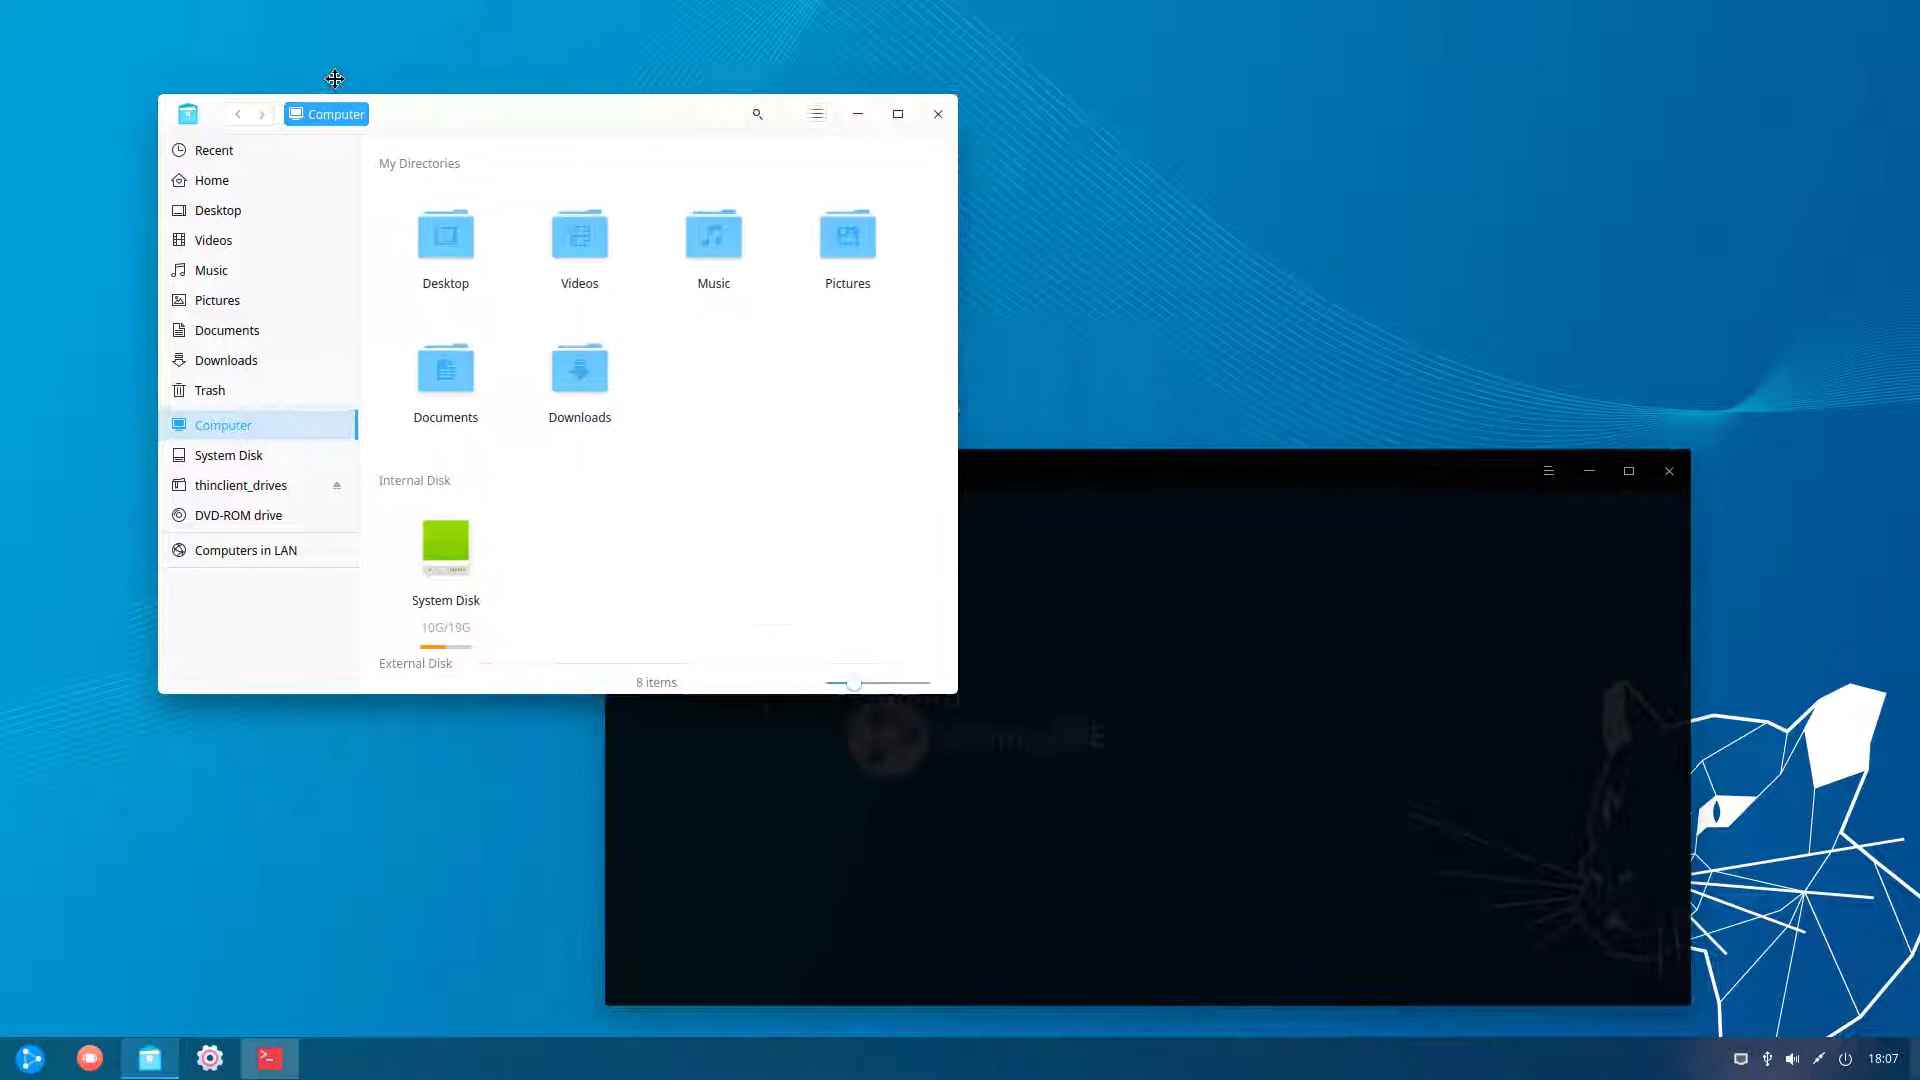 Computer
Recent
Home
Desktop
Videos
Music
Pictures
Documents
Downloads
Trash
Computer
System Disk
thinclient_drives
DVD-ROM drive
Computers in LAN
My Directories
Desktop
Videos
Music
Pictures
Documents
Downloads
Internal Disk
System Disk
10G/19G
External Disk
8 items
>_
18:07